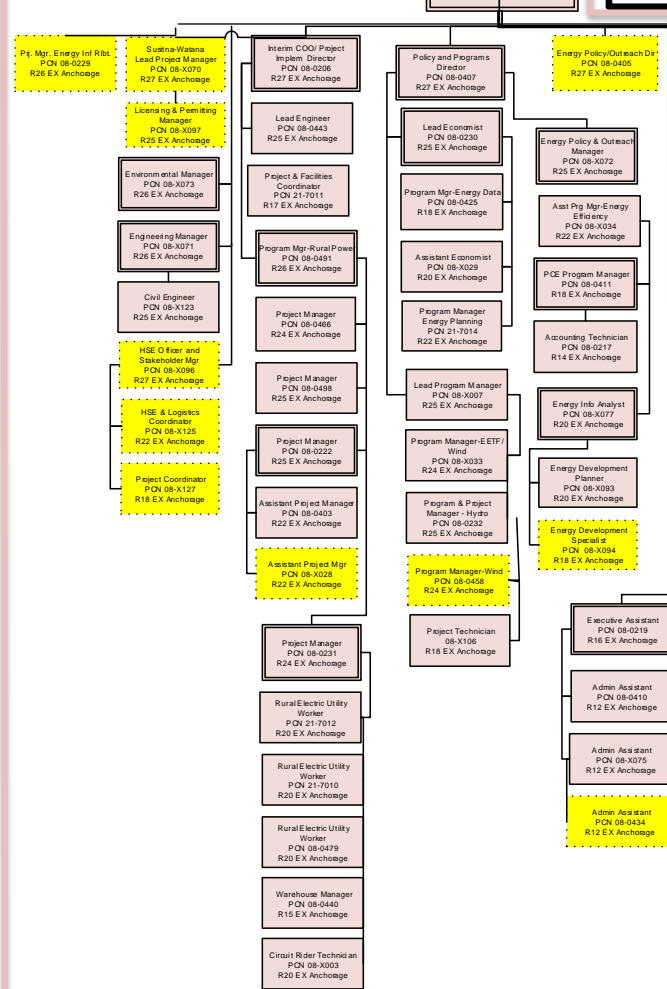 Prj. Mgr. Energy Inf Rlbt.
PCN 08-0229
R26 EX Anchorage
Susitna-Watana
Lead Project Manager
PCN 08-X070
R27 EX Anchorage
Licensing & Permitting
Manager
PCN 08-X097
R25 EX Anchorage
Environmental Manager
PCN 08-X073
R26 EX Anchorage
Engineering Manager
PCN 08-X071
R26 EX Anchorage
Civil Engineer
PCN 08-X123
R25 EX Anchorage
HSE Officer and
Stakeholder Mgr
PCN 08-X096
R27 EX Anchorage
HSE & Logistics
Coordinator
PCN 08-X125
R22 EX Anchorage
Project Coordinator
PCN 08-X127
R18 EX Anchorage
Interim COO/ Project
Implem Director
PCN 08-0206
R27 EX Anchorage
Lead Engineer
PCN 08-0443
R25 EX Anchorage
Project & Facilities
Coordinator
PCN 21-7011
R17 EX Anchorage
Program Mgr-Rural Power
PCN 08-0491
R26 EX Anchorage
Project Manager
PCN 08-0466
R24 EX Anchorage
Project Manager
PCN 08-0498
R25 EX Anchorage
Project Manager
PCN 08-0222
R25 EX Anchorage
Assistant Project Manager
PCN 08-0403
R22 EX Anchorage
Assistant Project Mgr
PCN 08-X028
R22 EX Anchorage
Project Manager
PCN 08-0231
R24 EX Anchorage
Rural Electric Utility
Worker
PCN 21-7012
R20 EX Anchorage
Rural Electric Utility
Worker
PCN 21-7010
R20 EX Anchorage
Rural Electric Utility
Worker
PCN 08-0479
R20 EX Anchorage
Warehouse Manager
PCN 08-0440
R15 EX Anchorage
Circuit Rider Technician
PCN 08-X003
R20 EX Anchorage
Policy and Programs
Director
PCN 08-0407
R27 EX Anchorage
Lead Economist
PCN 08-0230
R25 EX Anchorage
Program Mgr-Energy Data
PCN 08-0425
R18 EX Anchorage
Assistant Economist
PCN 08-X029
R20 EX Anchorage
Program Manager
Energy Planning
PCN 21-7014
R22 EX Anchorage
Lead Program Manager
PCN 08-X007
R25 EX Anchorage
Program Manager-EETF/
Wind
PCN 08-X033
R24 EX Anchorage
Program & Project
Manager - Hydro
PCN 08-0232
R25 EX Anchorage
Program Manager-Wind
PCN 08-0458
R24 EX Anchorage
Project Technician
08-X106
R18 EX Anchorage
Energy Policy/Outreach Dir
PCN 08-0405
R27 EX Anchorage
Energy Policy & Outreach
Manager
PCN 08-X072
R25 EX Anchorage
Asst Prg Mgr-Energy
Efficiency
PCN 08-X034
R22 EX Anchorage
PCE Program Manager
PCN 08-0411
R18 EX Anchorage
Accounting Technician
PCN 08-0217
R14 EX Anchorage
Energy Info Analyst
PCN 08-X077
R20 EX Anchorage
Energy Development
Planner
PCN 08-X093
R20 EX Anchorage
Energy Development
Specialist
PCN 08-X094
R18 EX Anchorage
Executive Assistant
PCN 08-0219
R16 EX Anchorage
Admin Assistant
PCN 08-0410
R12 EX Anchorage
Admin Assistant
PCN 08-X075
R12 EX Anchorage
Admin Assistant
PCN 08-0434
R12 EX Anchorage